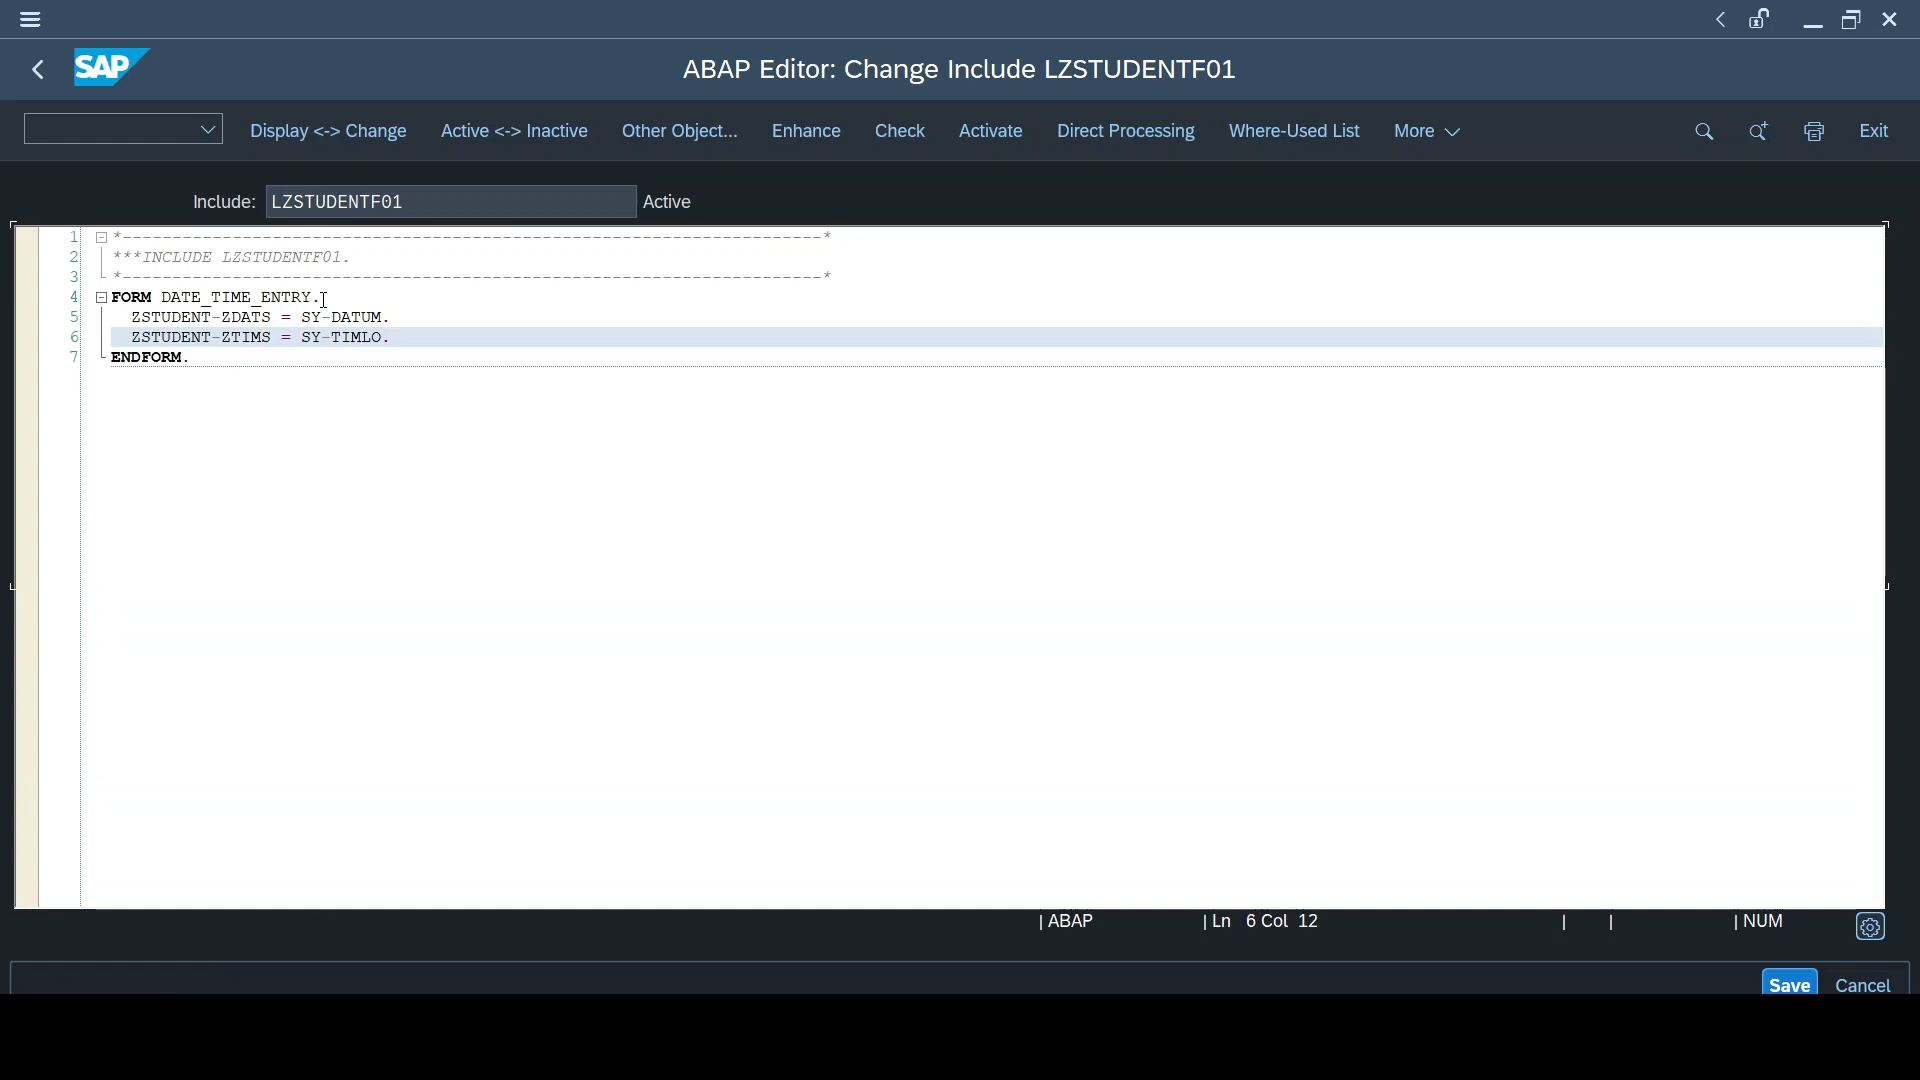 SAP
ABAP Editor: Change Include LZSTUDENTF01
Display <-> Change Active <-> Inactive Other Object... Enhance Check Activate Direct Processing Where-Used List More Exit
Include: LZSTUDENTF01 Active
1 *----------------------------------------------------------------------*
2 ***INCLUDE LZSTUDENTF01.
3 *----------------------------------------------------------------------*
4 FORM DATE_TIME_ENTRY.
5 ZSTUDENT-ZDATS = SY-DATUM.
6 ZSTUDENT-ZTIMS = SY-TIMLO.
7 ENDFORM.
| ABAP | Ln 6 Col 12 | | | NUM
Save Cancel